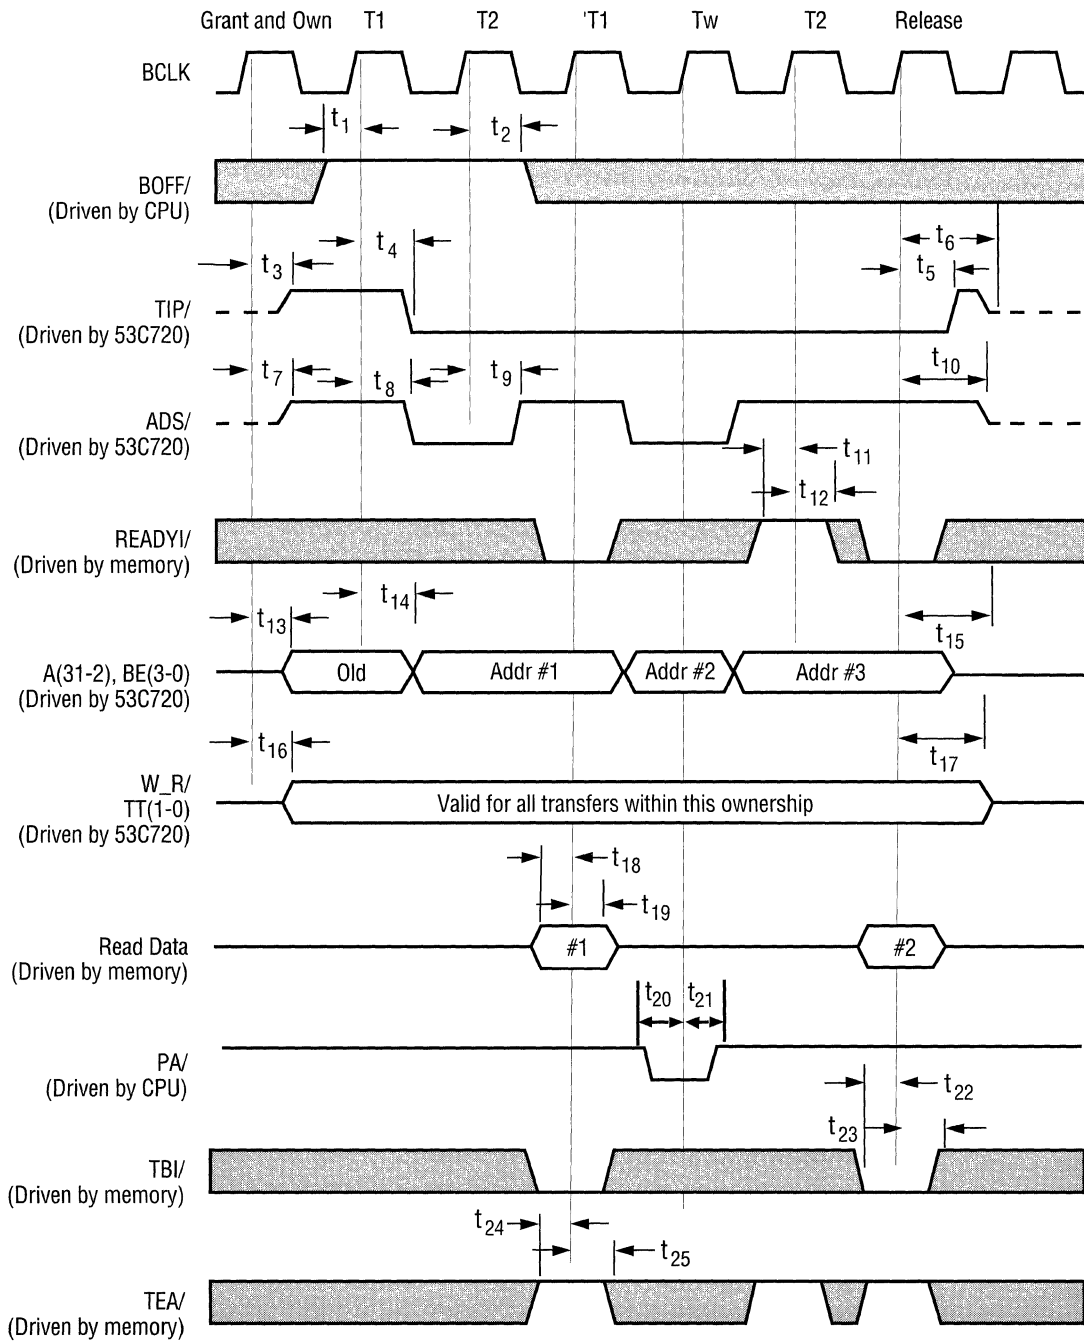 Grant and Own T1 T2 'T1 Tw T2 Release
BCLK
t1 t2
BOFF/
(Driven by CPU)
t3 t4 t5 t6
TIP/
(Driven by 53C720)
t7 t8 t9 t10
ADS/
(Driven by 53C720)
t11
t12
READYI/
(Driven by memory)
t13 t14 t15
A(31-2), BE(3-0)
(Driven by 53C720)
Old Addr #1 Addr #2 Addr #3
t16 t17
W_R/
TT(1-0)
(Driven by 53C720)
Valid for all transfers within this ownership
t18
t19
Read Data
(Driven by memory)
#1 #2
t20 t21
PA/
(Driven by CPU)
t22
t23
TBI/
(Driven by memory)
t24
t25
TEA/
(Driven by memory)